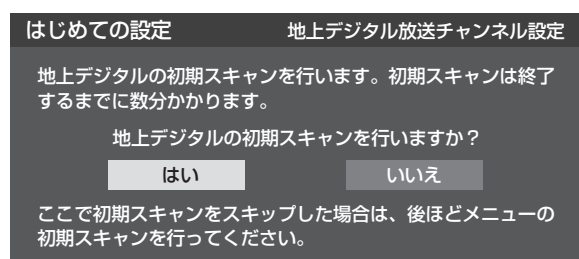 はじめての設定 地上デジタル放送チャンネル設定
地上デジタルの初期スキャンを行います。初期スキャンは終了
するまでに数分かかります。
地上デジタルの初期スキャンを行いますか？
はい いいえ
ここで初期スキャンをスキップした場合は、後ほどメニューの
初期スキャンを行ってください。